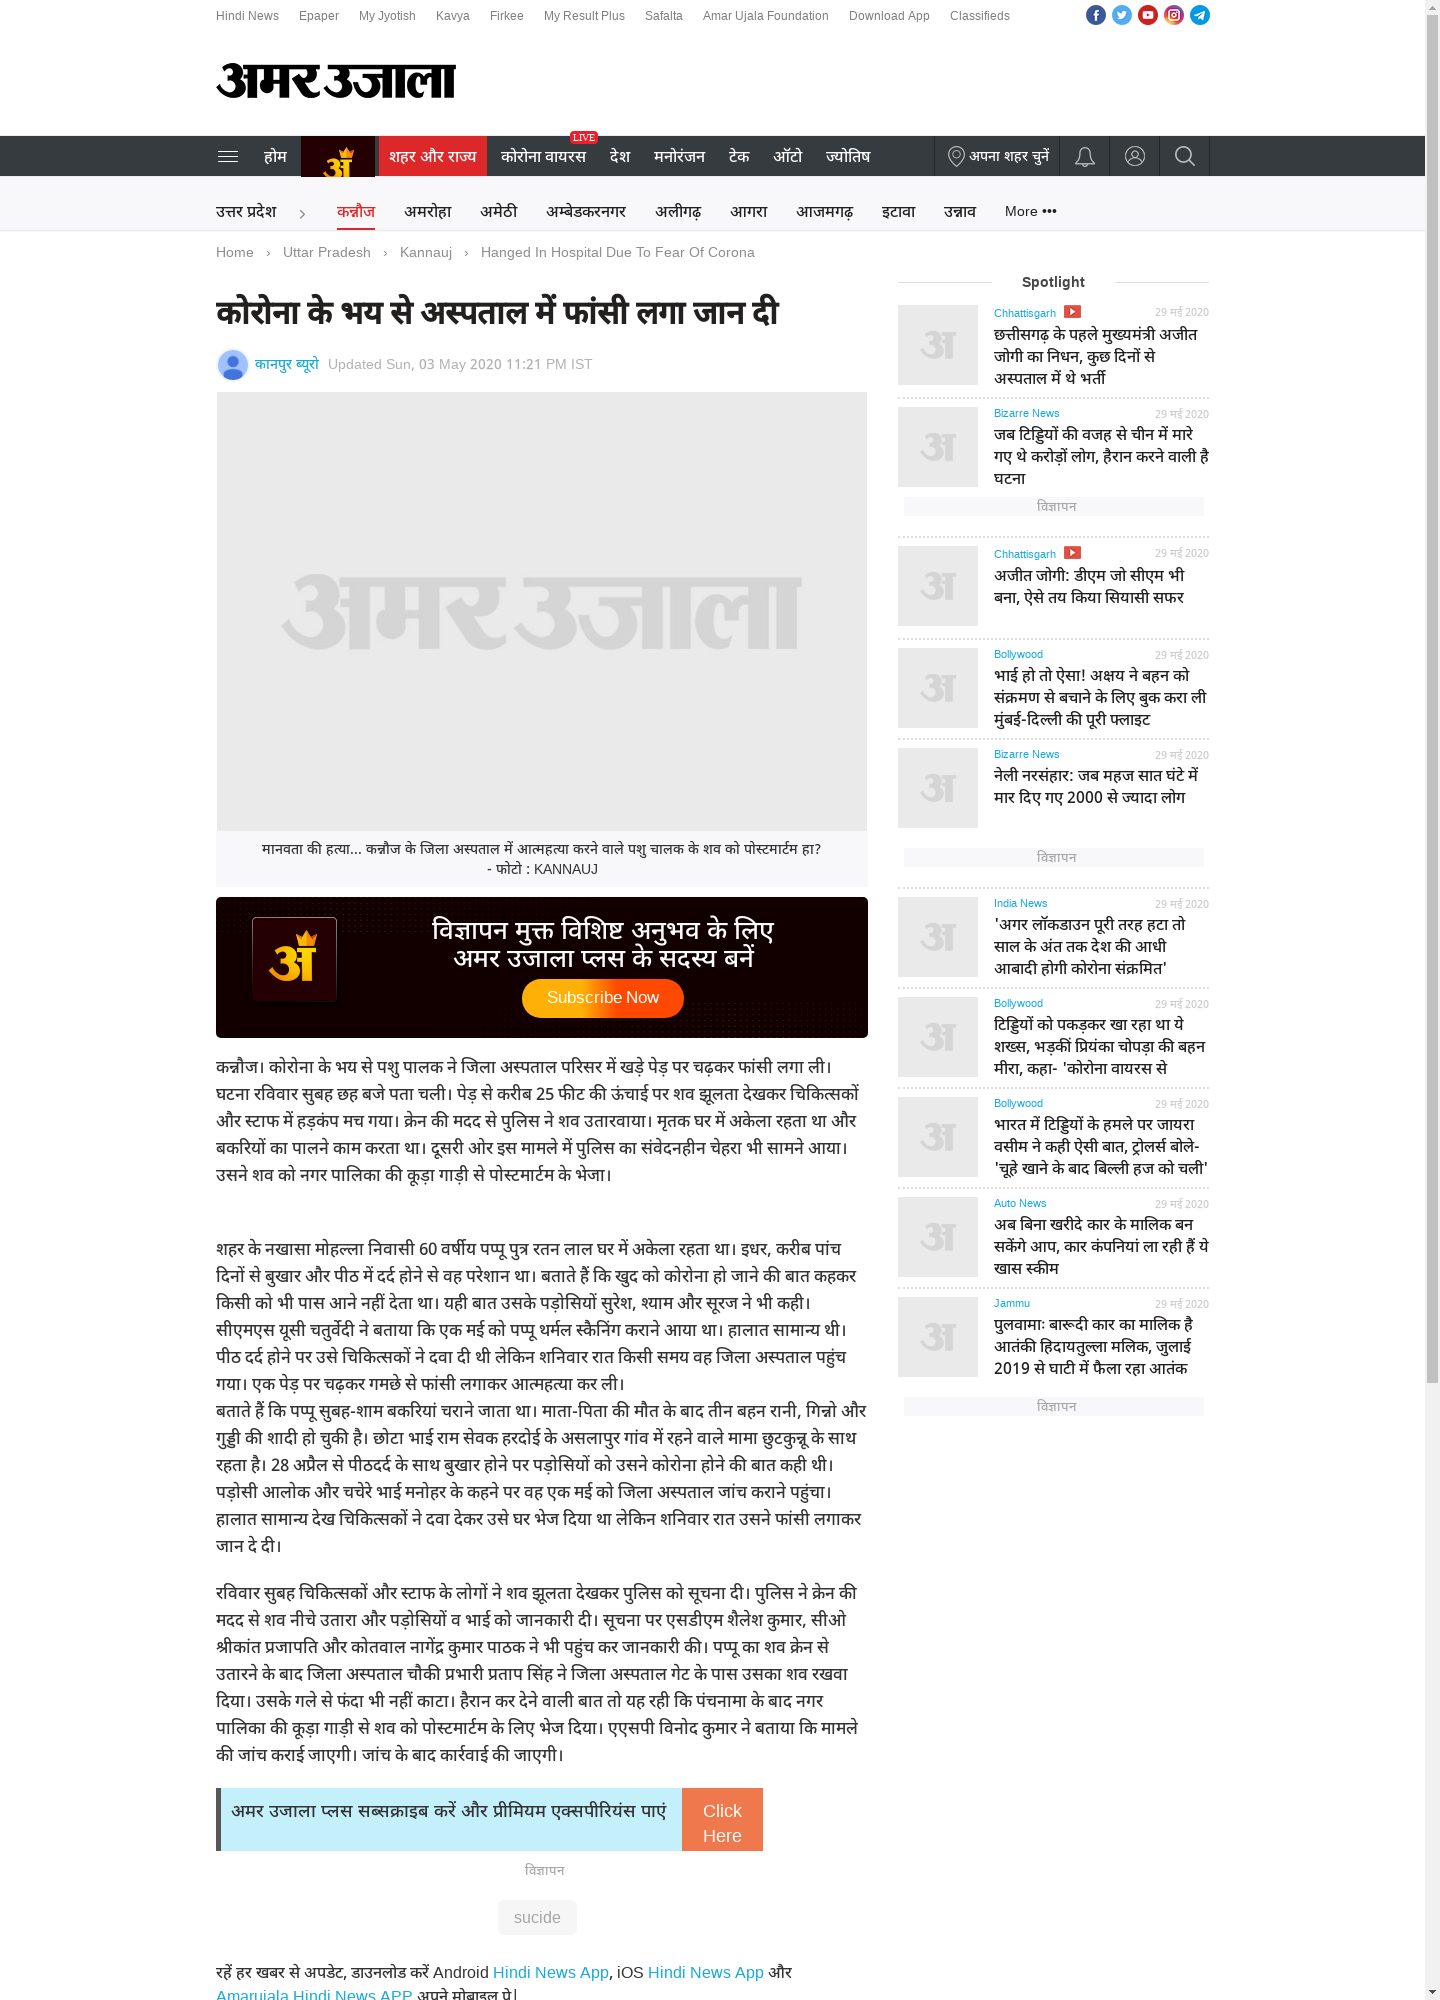 Hindi News Epaper My Jyotish Kavya Firkee My Result Plus Safalta Amar Ujala Foundation Download App Classifieds
अमर उजाला
होम अं शहर और राज्य कोरोना वायरस LIVE देश मनोरंजन टेक ऑटो ज्योतिष अपना शहर चुनें
उत्तर प्रदेश › कन्नौज अमरोहा अमेठी अम्बेडकरनगर अलीगढ़ आगरा आजमगढ़ इटावा उन्नाव More •••
Home › Uttar Pradesh › Kannauj › Hanged In Hospital Due To Fear Of Corona
कोरोना के भय से अस्पताल में फांसी लगा जान दी
कानपुर ब्यूरो Updated Sun, 03 May 2020 11:21 PM IST
अमर उजाला
मानवता की हत्या... कन्नौज के जिला अस्पताल में आत्महत्या करने वाले पशु चालक के शव को पोस्टमार्टम हा?
- फोटो : KANNAUJ
अं
विज्ञापन मुक्त विशिष्ट अनुभव के लिए
अमर उजाला प्लस के सदस्य बनें
Subscribe Now
कन्नौज। कोरोना के भय से पशु पालक ने जिला अस्पताल परिसर में खड़े पेड़ पर चढ़कर फांसी लगा ली।
घटना रविवार सुबह छह बजे पता चली। पेड़ से करीब 25 फीट की ऊंचाई पर शव झूलता देखकर चिकित्सकों
और स्टाफ में हड़कंप मच गया। क्रेन की मदद से पुलिस ने शव उतारवाया। मृतक घर में अकेला रहता था और
बकरियों का पालने काम करता था। दूसरी ओर इस मामले में पुलिस का संवेदनहीन चेहरा भी सामने आया।
उसने शव को नगर पालिका की कूड़ा गाड़ी से पोस्टमार्टम के भेजा।
शहर के नखासा मोहल्ला निवासी 60 वर्षीय पप्पू पुत्र रतन लाल घर में अकेला रहता था। इधर, करीब पांच
दिनों से बुखार और पीठ में दर्द होने से वह परेशान था। बताते हैं कि खुद को कोरोना हो जाने की बात कहकर
किसी को भी पास आने नहीं देता था। यही बात उसके पड़ोसियों सुरेश, श्याम और सूरज ने भी कही।
सीएमएस यूसी चतुर्वेदी ने बताया कि एक मई को पप्पू थर्मल स्कैनिंग कराने आया था। हालात सामान्य थी।
पीठ दर्द होने पर उसे चिकित्सकों ने दवा दी थी लेकिन शनिवार रात किसी समय वह जिला अस्पताल पहुंच
गया। एक पेड़ पर चढ़कर गमछे से फांसी लगाकर आत्महत्या कर ली।
बताते हैं कि पप्पू सुबह-शाम बकरियां चराने जाता था। माता-पिता की मौत के बाद तीन बहन रानी, गिन्नो और
गुड्डी की शादी हो चुकी है। छोटा भाई राम सेवक हरदोई के असलापुर गांव में रहने वाले मामा छुटकुन्नू के साथ
रहता है। 28 अप्रैल से पीठदर्द के साथ बुखार होने पर पड़ोसियों को उसने कोरोना होने की बात कही थी।
पड़ोसी आलोक और चचेरे भाई मनोहर के कहने पर वह एक मई को जिला अस्पताल जांच कराने पहुंचा।
हालात सामान्य देख चिकित्सकों ने दवा देकर उसे घर भेज दिया था लेकिन शनिवार रात उसने फांसी लगाकर
जान दे दी।
रविवार सुबह चिकित्सकों और स्टाफ के लोगों ने शव झूलता देखकर पुलिस को सूचना दी। पुलिस ने क्रेन की
मदद से शव नीचे उतारा और पड़ोसियों व भाई को जानकारी दी। सूचना पर एसडीएम शैलेश कुमार, सीओ
श्रीकांत प्रजापति और कोतवाल नागेंद्र कुमार पाठक ने भी पहुंच कर जानकारी की। पप्पू का शव क्रेन से
उतारने के बाद जिला अस्पताल चौकी प्रभारी प्रताप सिंह ने जिला अस्पताल गेट के पास उसका शव रखवा
दिया। उसके गले से फंदा भी नहीं काटा। हैरान कर देने वाली बात तो यह रही कि पंचनामा के बाद नगर
पालिका की कूड़ा गाड़ी से शव को पोस्टमार्टम के लिए भेज दिया। एएसपी विनोद कुमार ने बताया कि मामले
की जांच कराई जाएगी। जांच के बाद कार्रवाई की जाएगी।
अमर उजाला प्लस सब्सक्राइब करें और प्रीमियम एक्सपीरियंस पाएं
Click
Here
विज्ञापन
sucide
रहें हर खबर से अपडेट, डाउनलोड करें Android Hindi News App, iOS Hindi News App और
Amarujala Hindi News APP अपने मोबाइल पे|
Spotlight
Chhattisgarh 29 मई 2020
अ
छत्तीसगढ़ के पहले मुख्यमंत्री अजीत
जोगी का निधन, कुछ दिनों से
अस्पताल में थे भर्ती
Bizarre News 29 मई 2020
अ
जब टिड्डियों की वजह से चीन में मारे
गए थे करोड़ों लोग, हैरान करने वाली है
घटना
विज्ञापन
Chhattisgarh 29 मई 2020
अ
अजीत जोगी: डीएम जो सीएम भी
बना, ऐसे तय किया सियासी सफर
Bollywood 29 मई 2020
अ
भाई हो तो ऐसा! अक्षय ने बहन को
संक्रमण से बचाने के लिए बुक करा ली
मुंबई-दिल्ली की पूरी फ्लाइट
Bizarre News 29 मई 2020
अ
नेली नरसंहार: जब महज सात घंटे में
मार दिए गए 2000 से ज्यादा लोग
विज्ञापन
India News 29 मई 2020
अ
'अगर लॉकडाउन पूरी तरह हटा तो
साल के अंत तक देश की आधी
आबादी होगी कोरोना संक्रमित'
Bollywood 29 मई 2020
अ
टिड्डियों को पकड़कर खा रहा था ये
शख्स, भड़कीं प्रियंका चोपड़ा की बहन
मीरा, कहा- 'कोरोना वायरस से
Bollywood 29 मई 2020
अ
भारत में टिड्डियों के हमले पर जायरा
वसीम ने कही ऐसी बात, ट्रोलर्स बोले-
'चूहे खाने के बाद बिल्ली हज को चली'
Auto News 29 मई 2020
अ
अब बिना खरीदे कार के मालिक बन
सकेंगे आप, कार कंपनियां ला रही हैं ये
खास स्कीम
Jammu 29 मई 2020
अ
पुलवामाः बारूदी कार का मालिक है
आतंकी हिदायतुल्ला मलिक, जुलाई
2019 से घाटी में फैला रहा आतंक
विज्ञापन